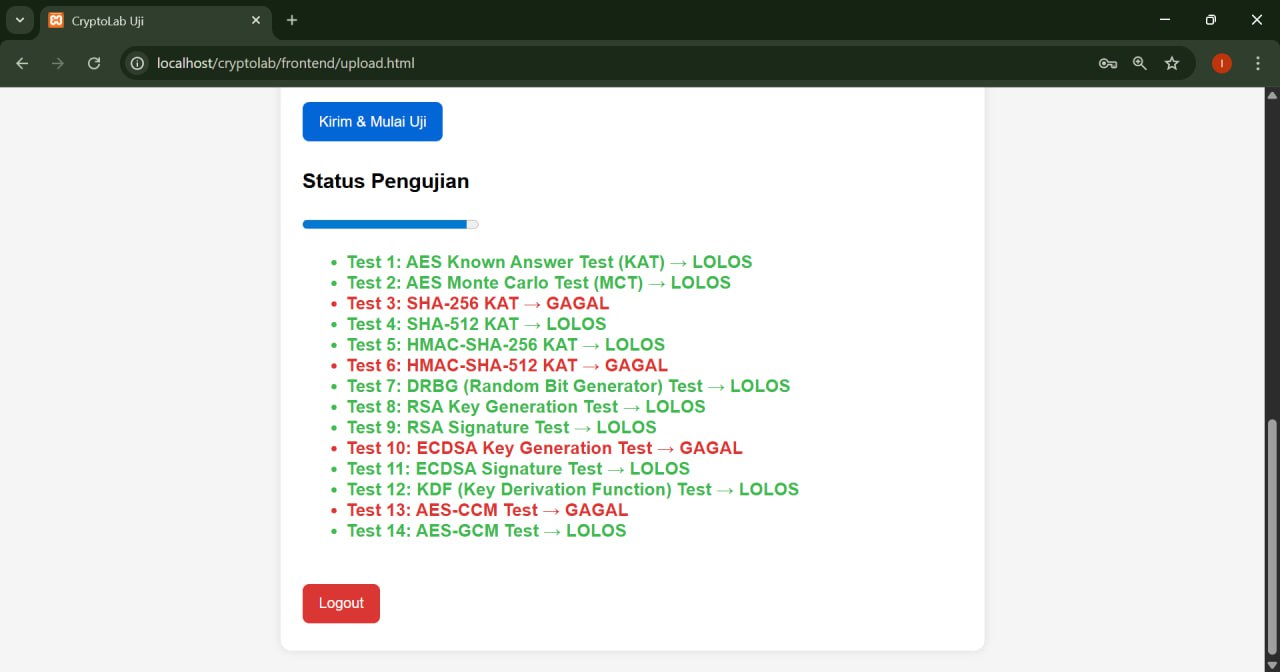 CryptoLab Uji
localhost/cryptolab/frontend/upload.html
I
Kirim & Mulai Uji
Status Pengujian
• Test 1: AES Known Answer Test (KAT) → LOLOS
• Test 2: AES Monte Carlo Test (MCT) → LOLOS
• Test 3: SHA-256 KAT → GAGAL
• Test 4: SHA-512 KAT → LOLOS
• Test 5: HMAC-SHA-256 KAT → LOLOS
• Test 6: HMAC-SHA-512 KAT → GAGAL
• Test 7: DRBG (Random Bit Generator) Test → LOLOS
• Test 8: RSA Key Generation Test → LOLOS
• Test 9: RSA Signature Test → LOLOS
• Test 10: ECDSA Key Generation Test → GAGAL
• Test 11: ECDSA Signature Test → LOLOS
• Test 12: KDF (Key Derivation Function) Test → LOLOS
• Test 13: AES-CCM Test → GAGAL
• Test 14: AES-GCM Test → LOLOS
Logout